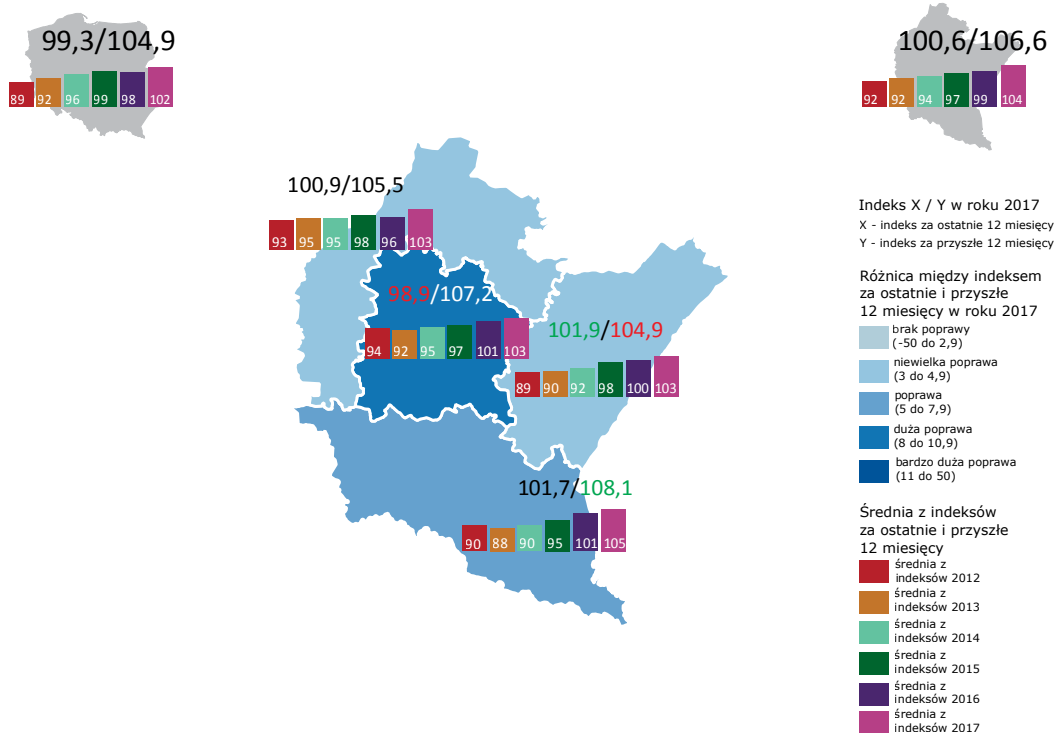 99,3/104,9
89 92 96 99 98 102
100,6/106,6
92 92 94 97 99 104
100,9/105,5
93 95 95 98 96 103
98,9/107,2
94 92 95 97 101 103
101,9/104,9
89 90 92 98 100 103
101,7/108,1
90 88 90 95 101 105
Indeks X / Y w roku 2017
X - indeks za ostatnie 12 miesięcy
Y - indeks za przyszłe 12 miesięcy
Różnica między indeksem
za ostatnie i przyszłe
12 miesięcy w roku 2017
brak poprawy
(-50 do 2,9)
niewielka poprawa
(3 do 4,9)
poprawa
(5 do 7,9)
duża poprawa
(8 do 10,9)
bardzo duża poprawa
(11 do 50)
Średnia z indeksów
za ostatnie i przyszłe
12 miesięcy
średnia z
indeksów 2012
średnia z
indeksów 2013
średnia z
indeksów 2014
średnia z
indeksów 2015
średnia z
indeksów 2016
średnia z
indeksów 2017